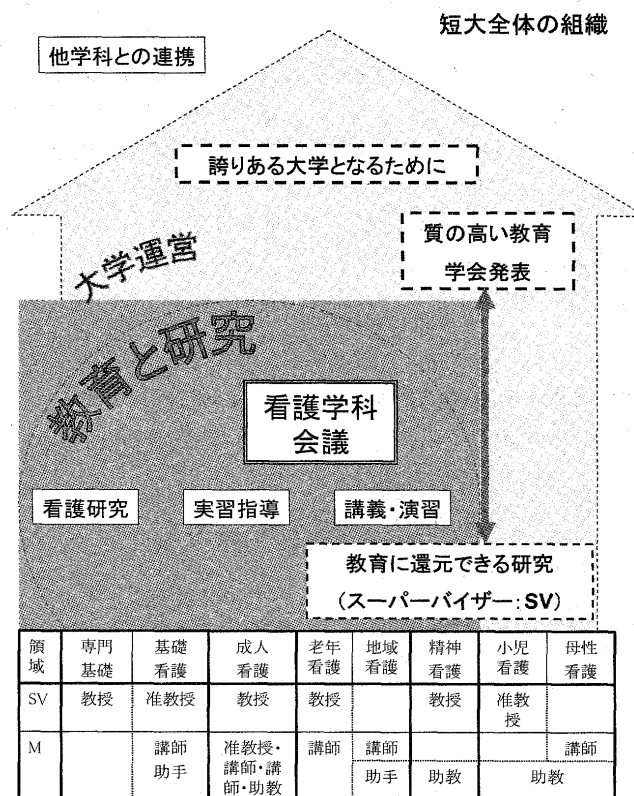 短大全体の組織
他学科との連携
誇りある大学となるために
質の高い教育
学会発表
大学運営
教育と研究
看護学科
会議
看護研究
実習指導
講義・演習
教育に還元できる研究
(スーパーバイザー:SV)
領域 専門基礎 基礎看護 成人看護 老年看護 地域看護 精神看護 小児看護 母性看護
SV 教授 准教授 教授 教授 教授 准教授
M 講師 准教授・ 講師 講師 講師
助手 講師・講 助手 助教 助教
師・助教